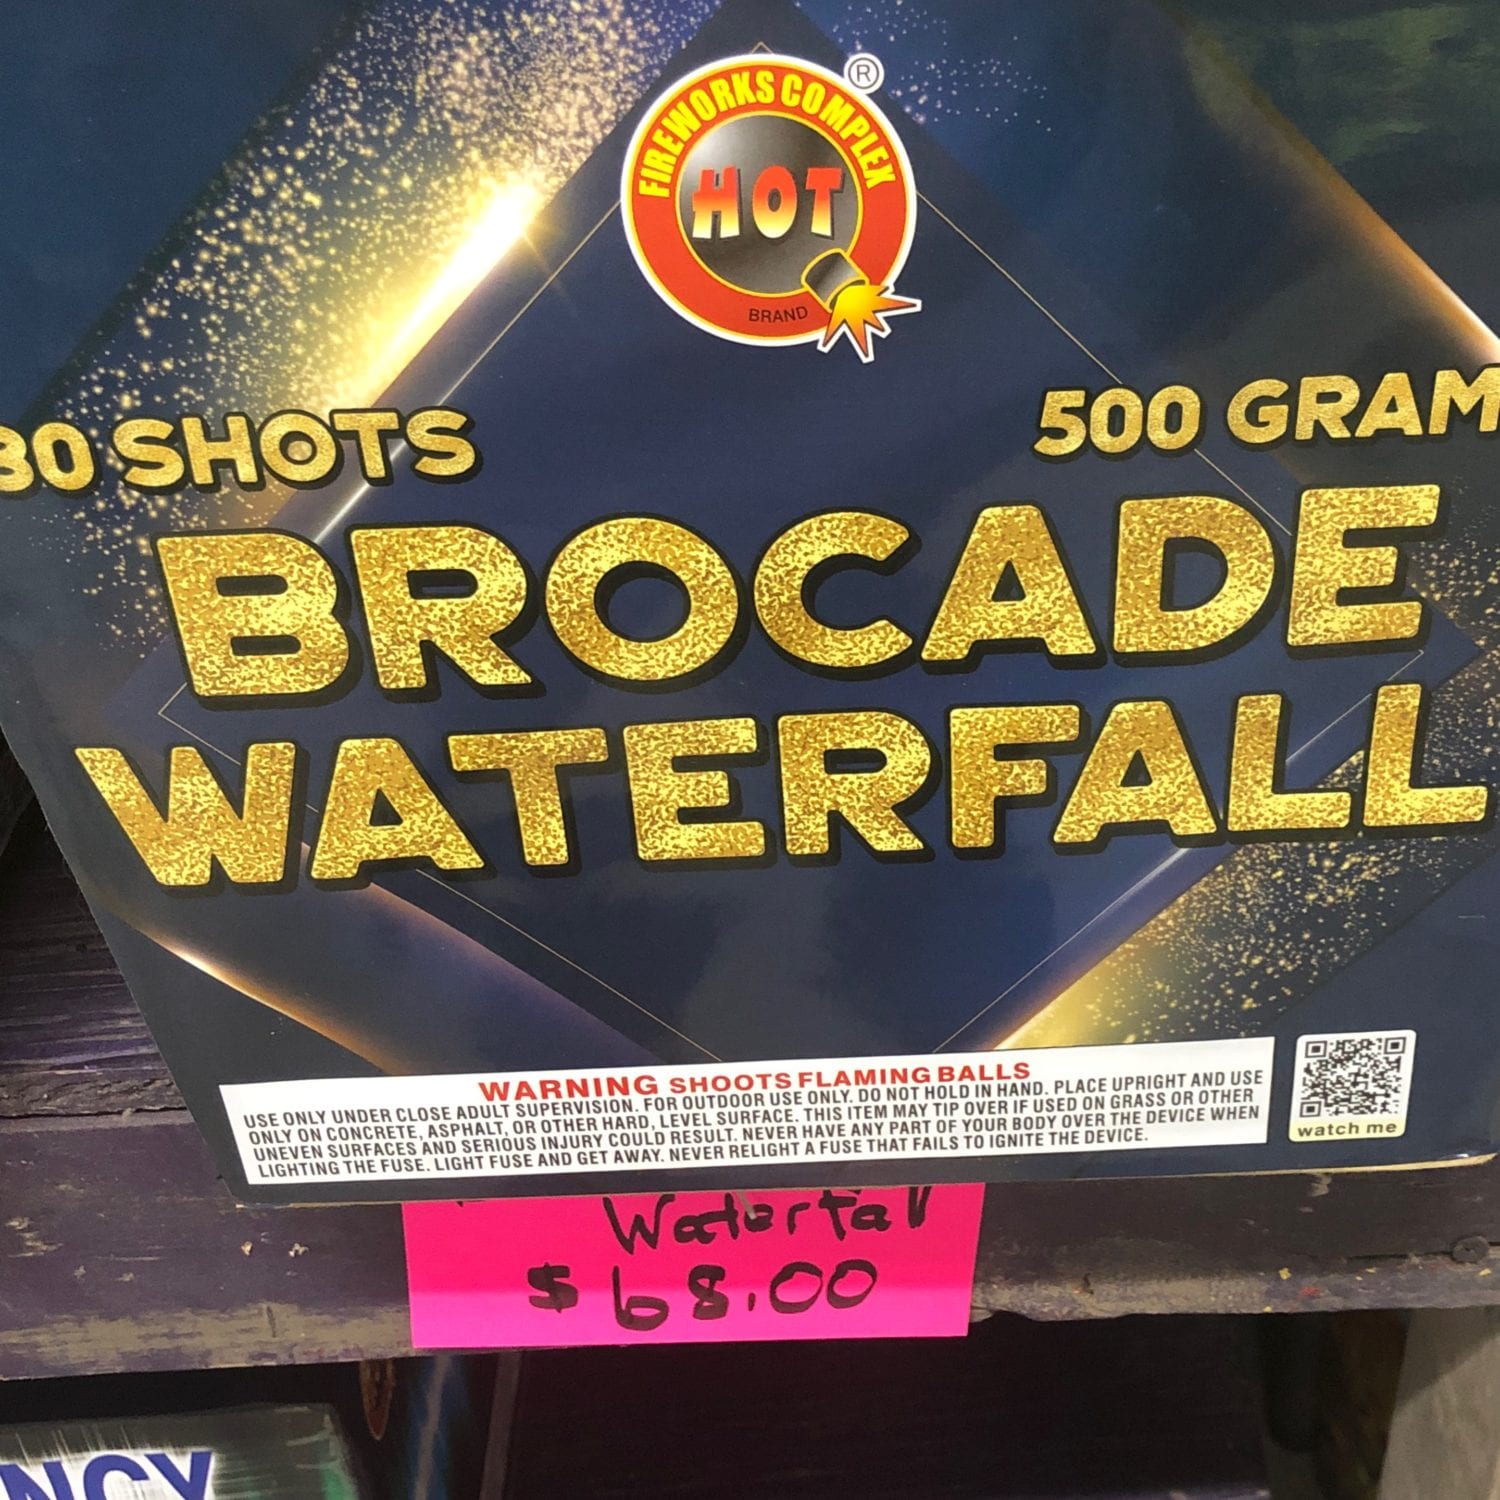 FIREWORKS COMPLEX
®
HOT
BRAND
SHOTS
500 GRAM
BROCADE
WATERFALL
WARNING SHOOTS FLAMING BALLS
USE ONLY UNDER CLOSE ADULT SUPERVISION. FOR OUTDOOR USE ONLY. DO NOT HOLD IN HAND. PLACE UPRIGHT AND USE
ONLY ON CONCRETE, ASPHALT, OR OTHER HARD, LEVEL SURFACE. THIS ITEM MAY TIP OVER IF USED ON GRASS OR OTHER
UNEVEN SURFACES AND SERIOUS INJURY COULD RESULT. NEVER HAVE ANY PART OF YOUR BODY OVER THE DEVICE WHEN
LIGHTING THE FUSE. LIGHT FUSE AND GET AWAY. NEVER RELIGHT A FUSE THAT FAILS TO IGNITE THE DEVICE.
watch me
Waterfall
$68.00
NCY